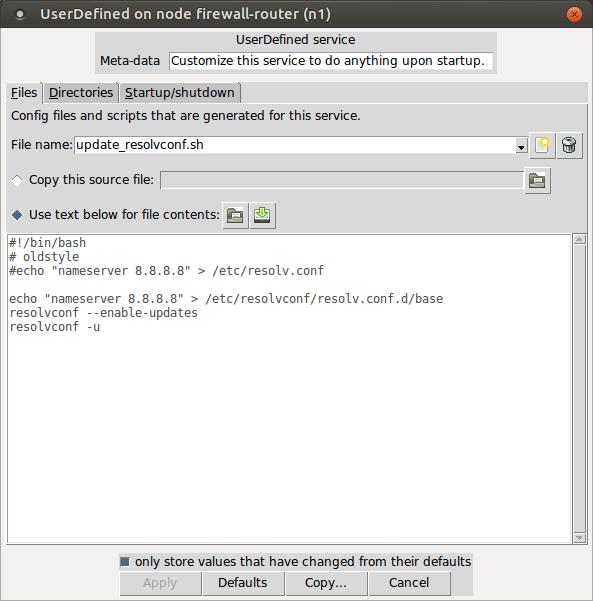 UserDefined on node firewall-router (n1)
UserDefined service
Meta-data Customize this service to do anything upon startup.
Files Directories Startup/shutdown
Config files and scripts that are generated for this service.
File name: update_resolvconf.sh
Copy this source file:
Use text below for file contents:
#!/bin/bash
# oldstyle
#echo "nameserver 8.8.8.8" > /etc/resolv.conf
echo "nameserver 8.8.8.8" > /etc/resolvconf/resolv.conf.d/base
resolvconf --enable-updates
resolvconf -u
only store values that have changed from their defaults
Apply Defaults Copy... Cancel